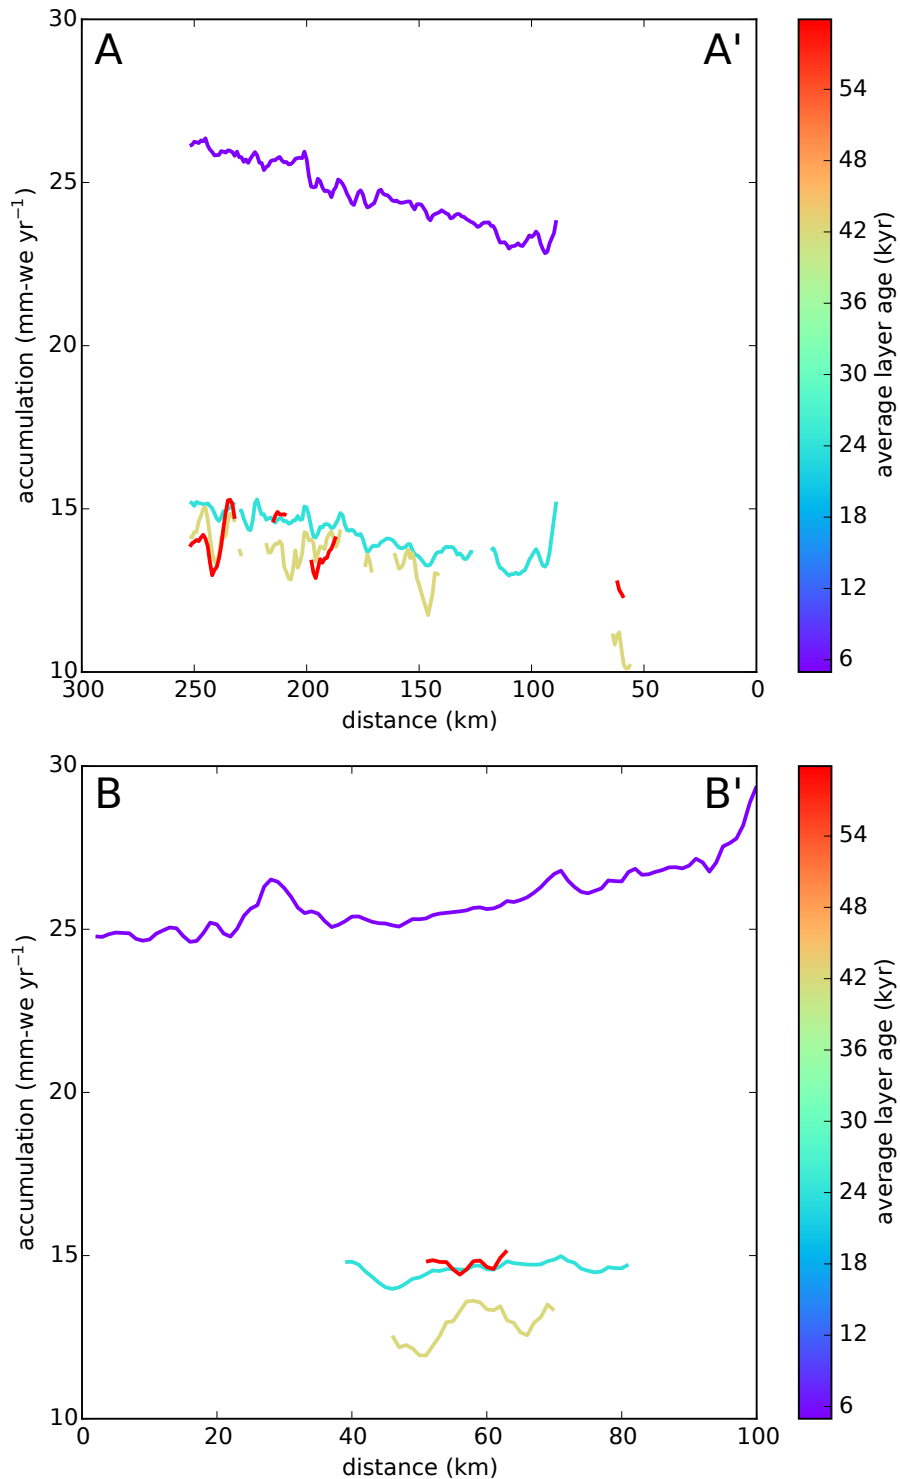 A A'
30
25
20
15
10
accumulation (mm-we yr⁻¹)
300 250 200 150 100 50 0
distance (km)
54
48
42
36
30
24
18
12
6
average layer age (kyr)
B B'
30
25
20
15
10
accumulation (mm-we yr⁻¹)
0 20 40 60 80 100
distance (km)
54
48
42
36
30
24
18
12
6
average layer age (kyr)